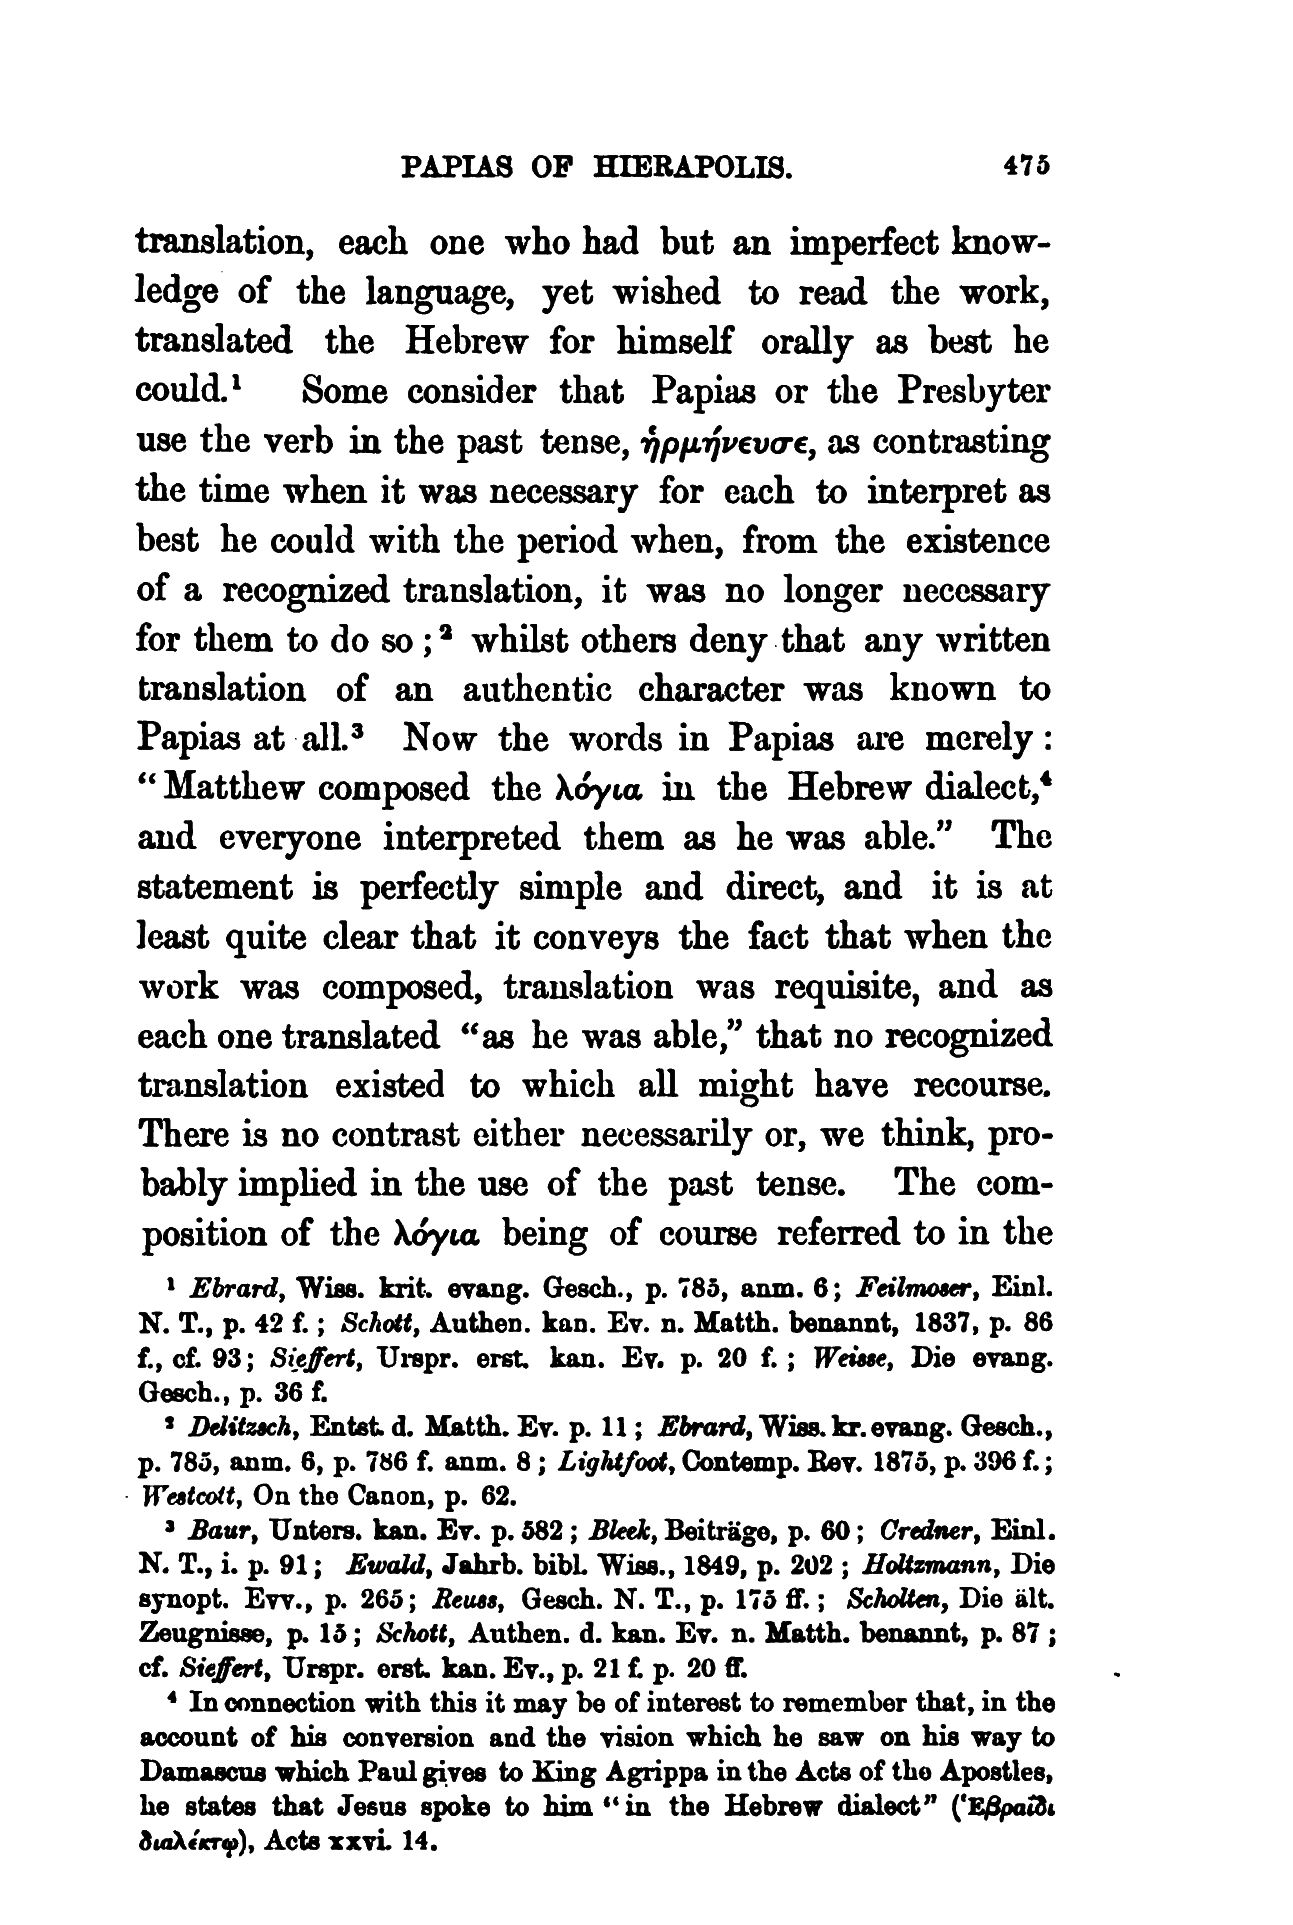 PAPIAS OF HIERAPOLIS. 475
translation, each one who had but an imperfect know-
ledge of the language, yet wished to read the work,
translated the Hebrew for himself orally as best he
could.¹ Some consider that Papias or the Presbyter
use the verb in the past tense, ἡρμήνευσε, as contrasting
the time when it was necessary for each to interpret as
best he could with the period when, from the existence
of a recognized translation, it was no longer necessary
for them to do so ;² whilst others deny that any written
translation of an authentic character was known to
Papias at all.³ Now the words in Papias are merely :
“Matthew composed the λόγια in the Hebrew dialect,⁴
and everyone interpreted them as he was able.” The
statement is perfectly simple and direct, and it is at
least quite clear that it conveys the fact that when the
work was composed, translation was requisite, and as
each one translated “as he was able,” that no recognized
translation existed to which all might have recourse.
There is no contrast either necessarily or, we think, pro-
bably implied in the use of the past tense. The com-
position of the λόγια being of course referred to in the
¹ Ebrard, Wiss. krit. evang. Gesch., p. 785, anm. 6; Feilmoser, Einl.
N. T., p. 42 f. ; Schott, Authen. kan. Ev. n. Matth. benannt, 1837, p. 86
f., cf. 93; Sieffert, Urspr. erst. kan. Ev. p. 20 f. ; Weisse, Die evang.
Gesch., p. 36 f.
² Delitzsch, Entst. d. Matth. Ev. p. 11 ; Ebrard, Wiss. kr. evang. Gesch.,
p. 785, anm. 6, p. 786 f. anm. 8 ; Lightfoot, Contemp. Rev. 1875, p. 396 f. ;
Westcott, On the Canon, p. 62.
³ Baur, Unters. kan. Ev. p. 582 ; Bleek, Beiträge, p. 60 ; Credner, Einl.
N. T., i. p. 91 ; Ewald, Jahrb. bibl. Wiss., 1849, p. 202 ; Holtzmann, Die
synopt. Evv., p. 265; Reuss, Gesch. N. T., p. 175 ff. ; Scholten, Die ält.
Zeugnisse, p. 15 ; Schott, Authen. d. kan. Ev. n. Matth. benannt, p. 87 ;
cf. Sieffert, Urspr. erst. kan. Ev., p. 21 f. p. 20 ff.
⁴ In connection with this it may be of interest to remember that, in the
account of his conversion and the vision which he saw on his way to
Damascus which Paul gives to King Agrippa in the Acts of the Apostles,
he states that Jesus spoke to him “in the Hebrew dialect” (Ἑβραΐδι
διαλέκτῳ), Acts xxvi. 14.